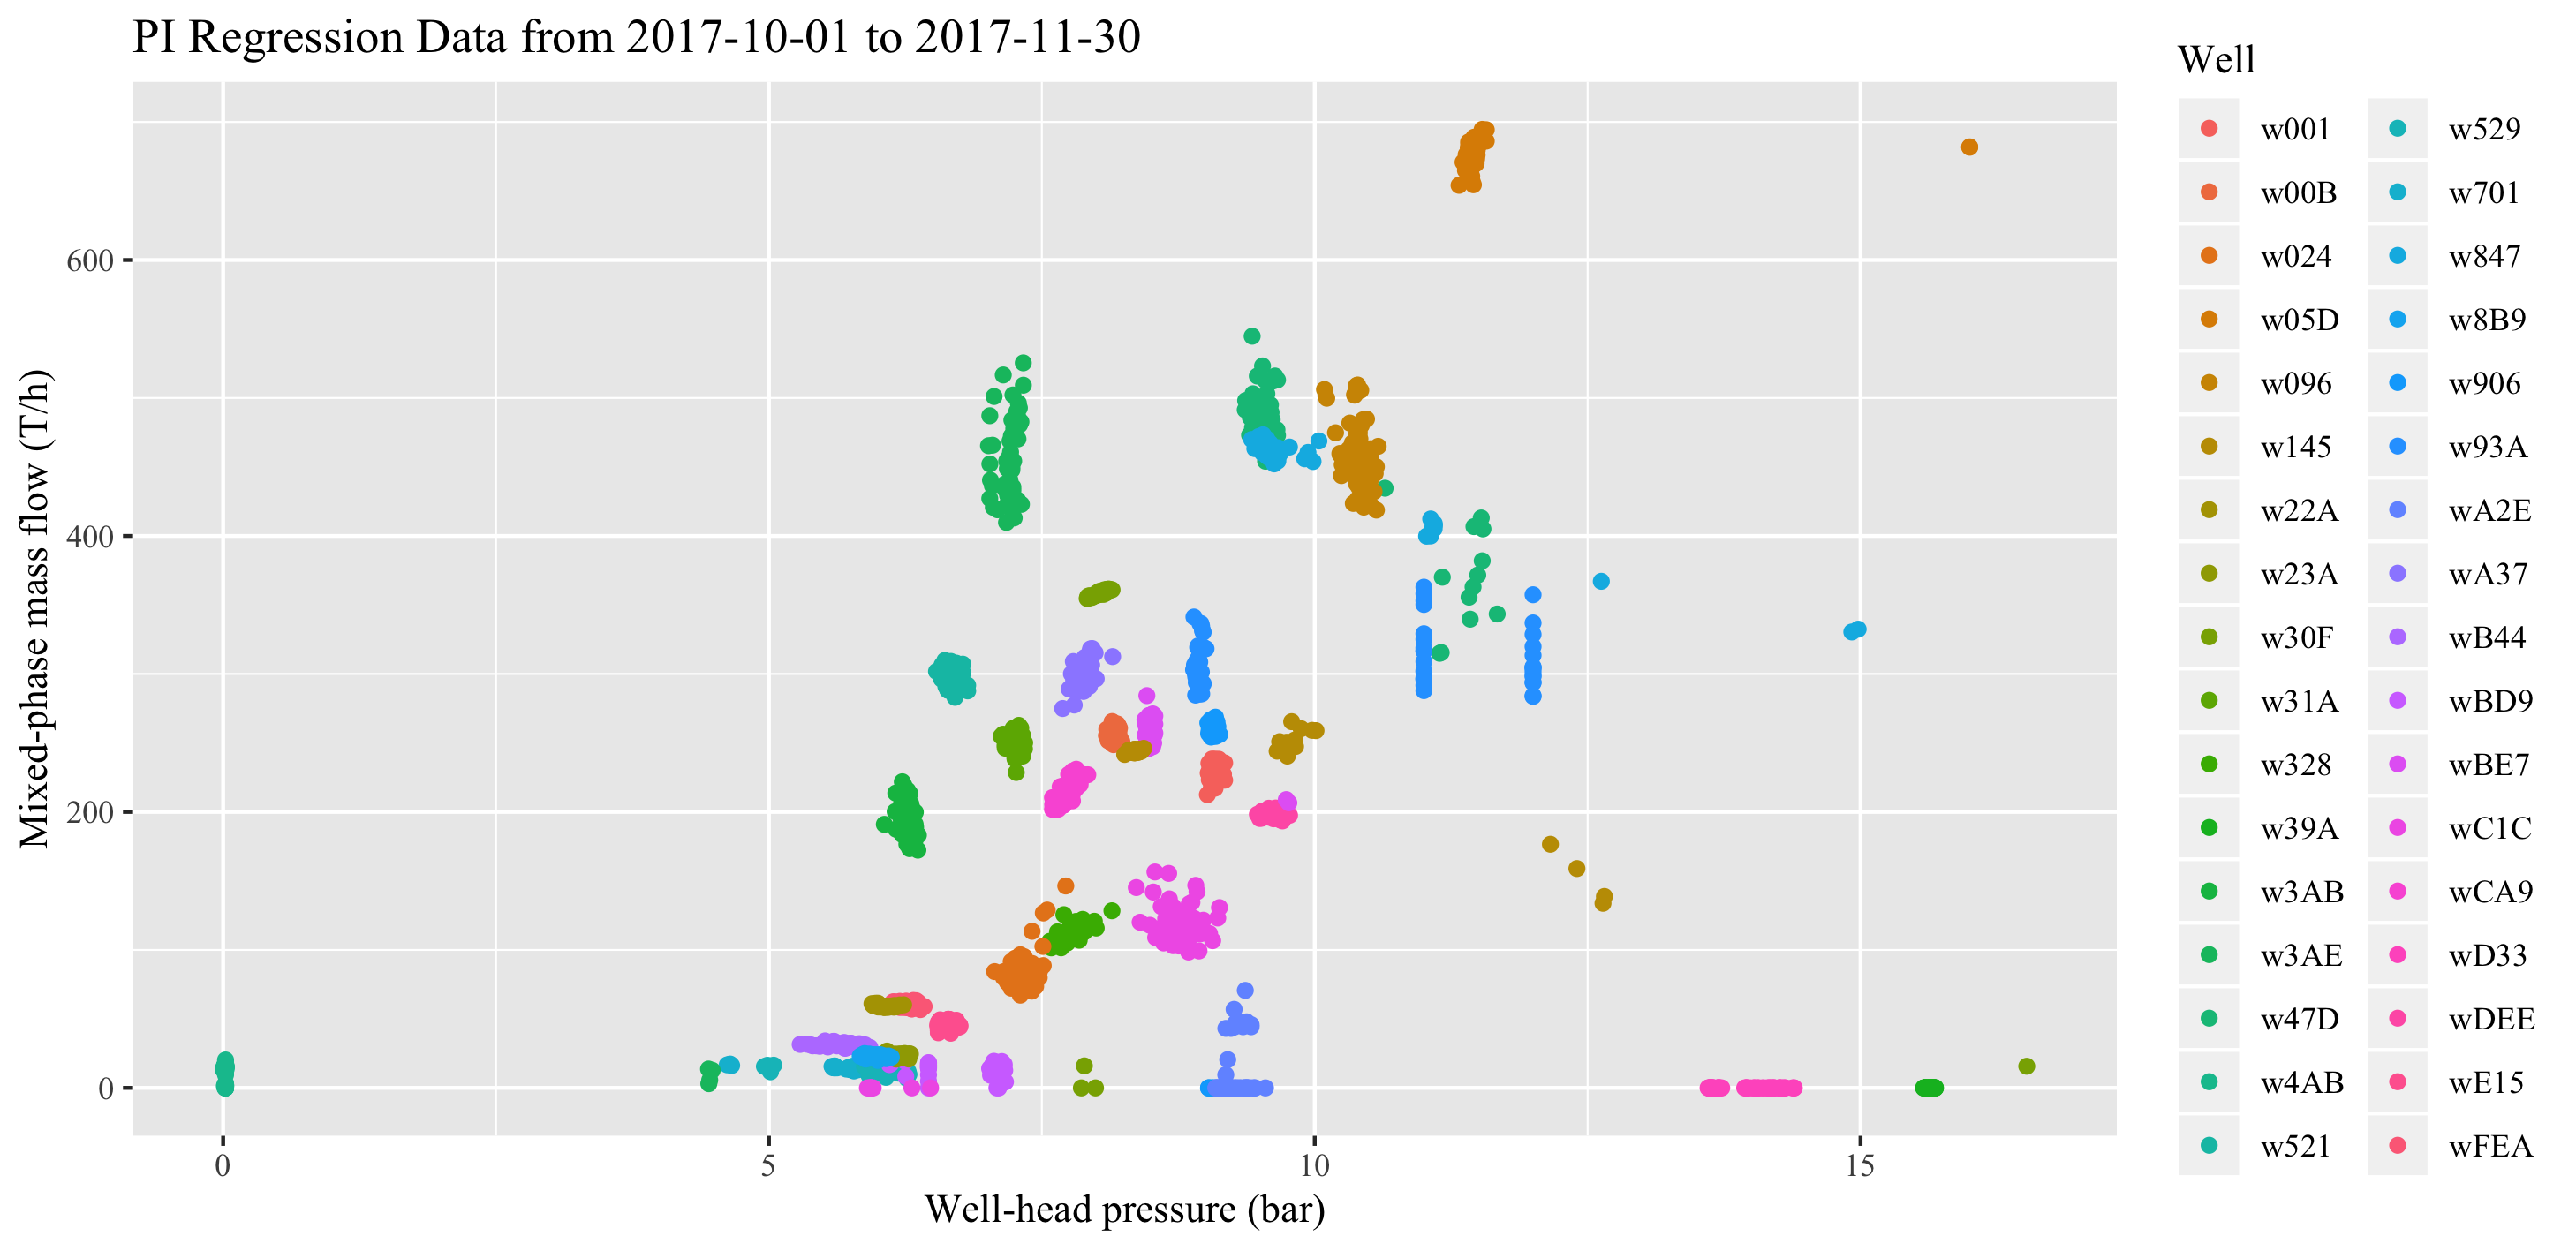 PI Regression Data from 2017-10-01 to 2017-11-30
Mixed-phase mass flow (T/h)
600
400
200
0
0 5 10 15
Well-head pressure (bar)
Well
w001
w00B
w024
w05D
w096
w145
w22A
w23A
w30F
w31A
w328
w39A
w3AB
w3AE
w47D
w4AB
w521
w529
w701
w847
w8B9
w906
w93A
wA2E
wA37
wB44
wBD9
wBE7
wC1C
wCA9
wD33
wDEE
wE15
wFEA